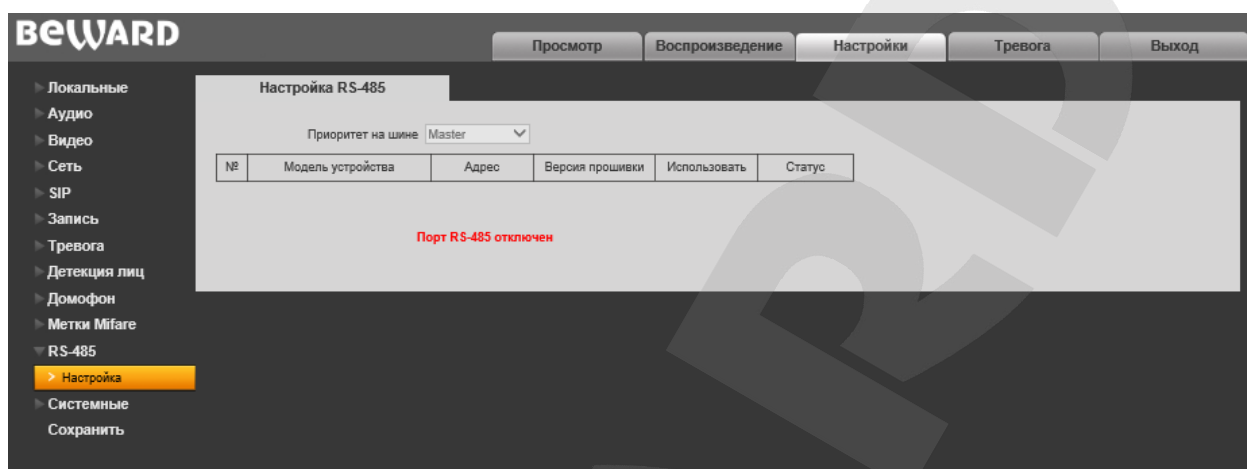 BEWARD
Просмотр Воспроизведение Настройки Тревога Выход
Локальные
Аудио
Видео
Сеть
SIP
Запись
Тревога
Детекция лиц
Домофон
Метки Mifare
RS-485
> Настройка
Системные
Сохранить
Настройка RS-485
Приоритет на шине Master
№ Модель устройства Адрес Версия прошивки Использовать Статус
Порт RS-485 отключен